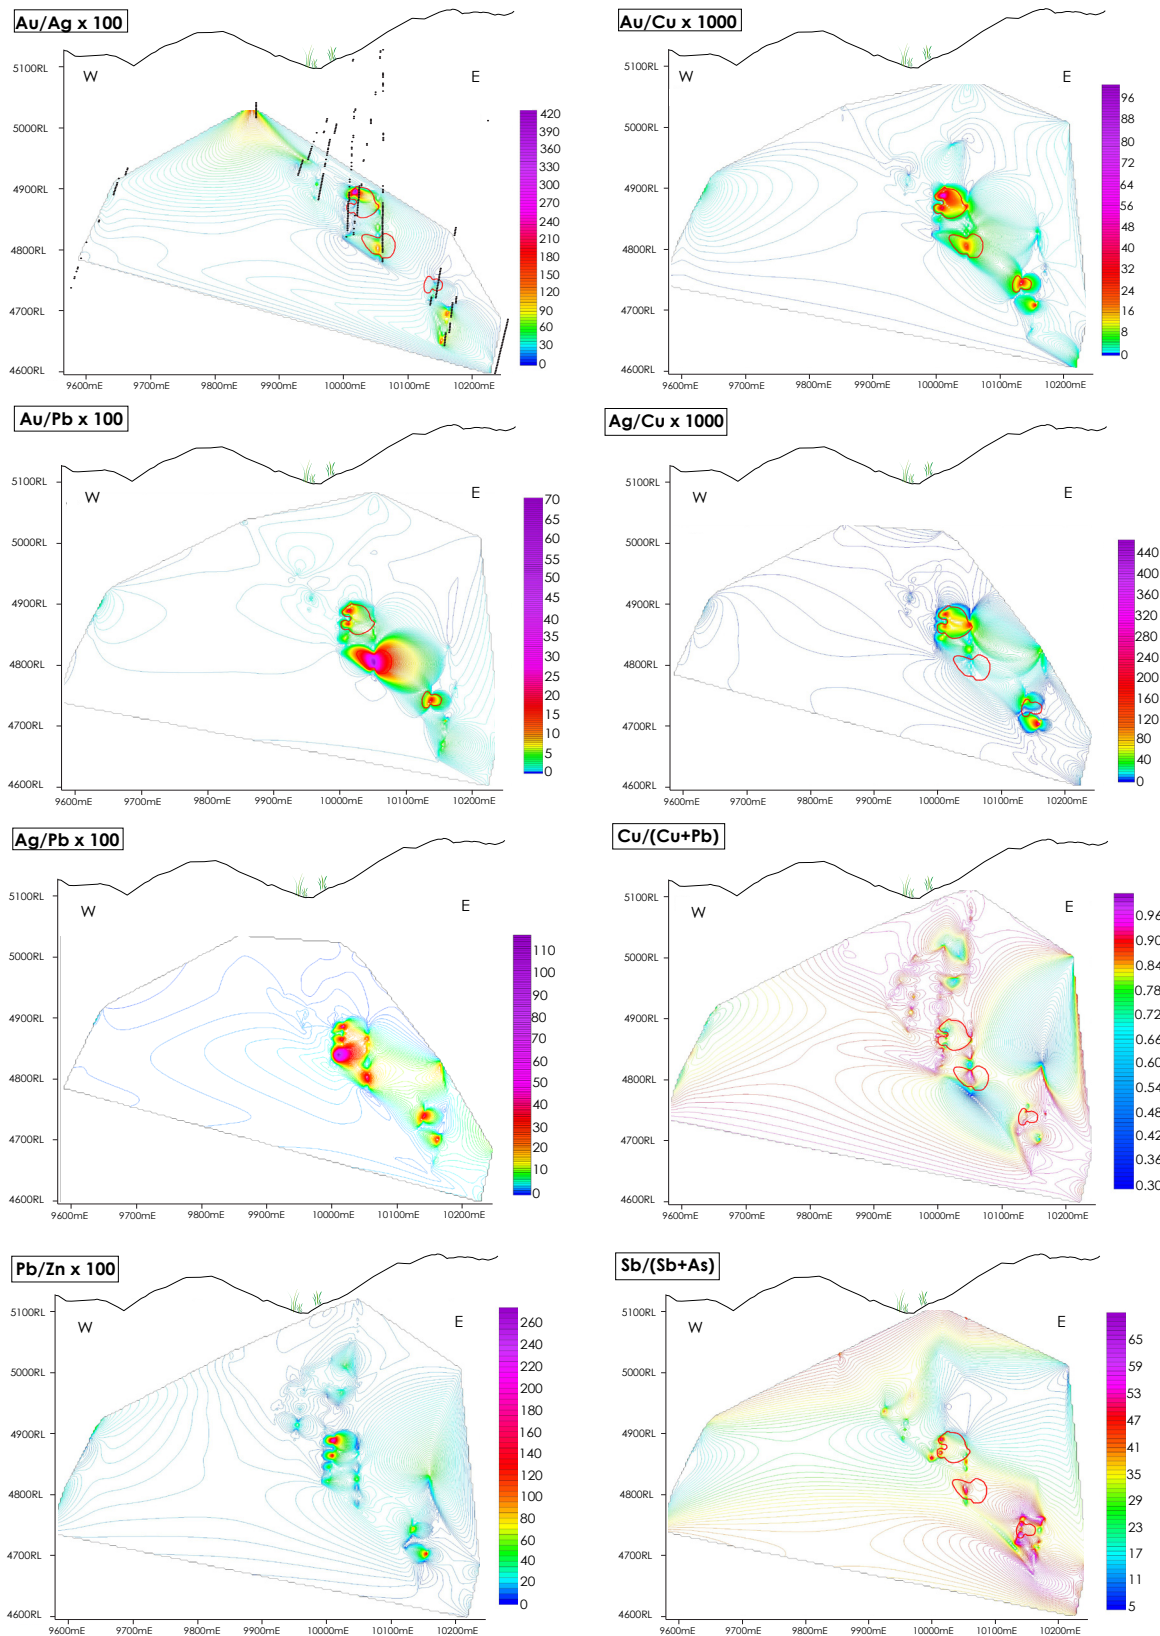 Au/Ag x 100
5100RL
W
E
5000RL
4900RL
4800RL
4700RL
4600RL
9600mE 9700mE 9800mE 9900mE 10000mE 10100mE 10200mE
420
390
360
330
300
270
240
210
180
150
120
90
60
30
0
Au/Cu x 1000
5100RL
W
E
5000RL
4900RL
4800RL
4700RL
4600RL
9600mE 9700mE 9800mE 9900mE 10000mE 10100mE 10200mE
96
88
80
72
64
56
48
40
32
24
16
8
0
Au/Pb x 100
5100RL
W
E
5000RL
4900RL
4800RL
4700RL
4600RL
9600mE 9700mE 9800mE 9900mE 10000mE 10100mE 10200mE
70
65
60
55
50
45
40
35
30
25
20
15
10
5
0
Ag/Cu x 1000
5100RL
W
E
5000RL
4900RL
4800RL
4700RL
4600RL
9600mE 9700mE 9800mE 9900mE 10000mE 10100mE 10200mE
440
400
360
320
280
240
200
160
120
80
40
0
Ag/Pb x 100
5100RL
W
E
5000RL
4900RL
4800RL
4700RL
4600RL
9600mE 9700mE 9800mE 9900mE 10000mE 10100mE 10200mE
110
100
90
80
70
60
50
40
30
20
10
0
Cu/(Cu+Pb)
5100RL
W
E
5000RL
4900RL
4800RL
4700RL
4600RL
9600mE 9700mE 9800mE 9900mE 10000mE 10100mE 10200mE
0.96
0.90
0.84
0.78
0.72
0.66
0.60
0.54
0.48
0.42
0.36
0.30
Pb/Zn x 100
5100RL
W
E
5000RL
4900RL
4800RL
4700RL
4600RL
9600mE 9700mE 9800mE 9900mE 10000mE 10100mE 10200mE
260
240
220
200
180
160
140
120
100
80
60
40
20
0
Sb/(Sb+As)
5100RL
W
E
5000RL
4900RL
4800RL
4700RL
4600RL
9600mE 9700mE 9800mE 9900mE 10000mE 10100mE 10200mE
65
59
53
47
41
35
29
23
17
11
5